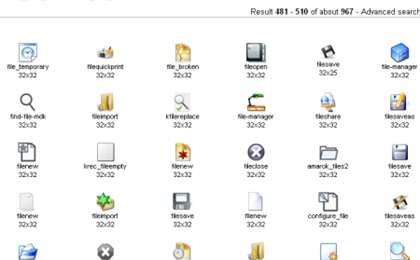 Result 481 - 510 of about 967 - Advanced search
file_temporary filequickprint file_broken fileopen filesave file-manager
32x32 32x32 32x32 32x32 32x25 32x32
find-file-mdk fileimport kfilereplace file-manager fileshare filesaveas
32x32 32x32 32x32 32x32 32x32 32x32
filenew krec_fileempty filenew fileclose amarok_files2 filesave
32x32 32x32 32x32 32x32 32x32 32x32
filenew fileimport filesave filenew configure_file filesaveas
32x32 32x32 32x32 32x32 32x32 32x32